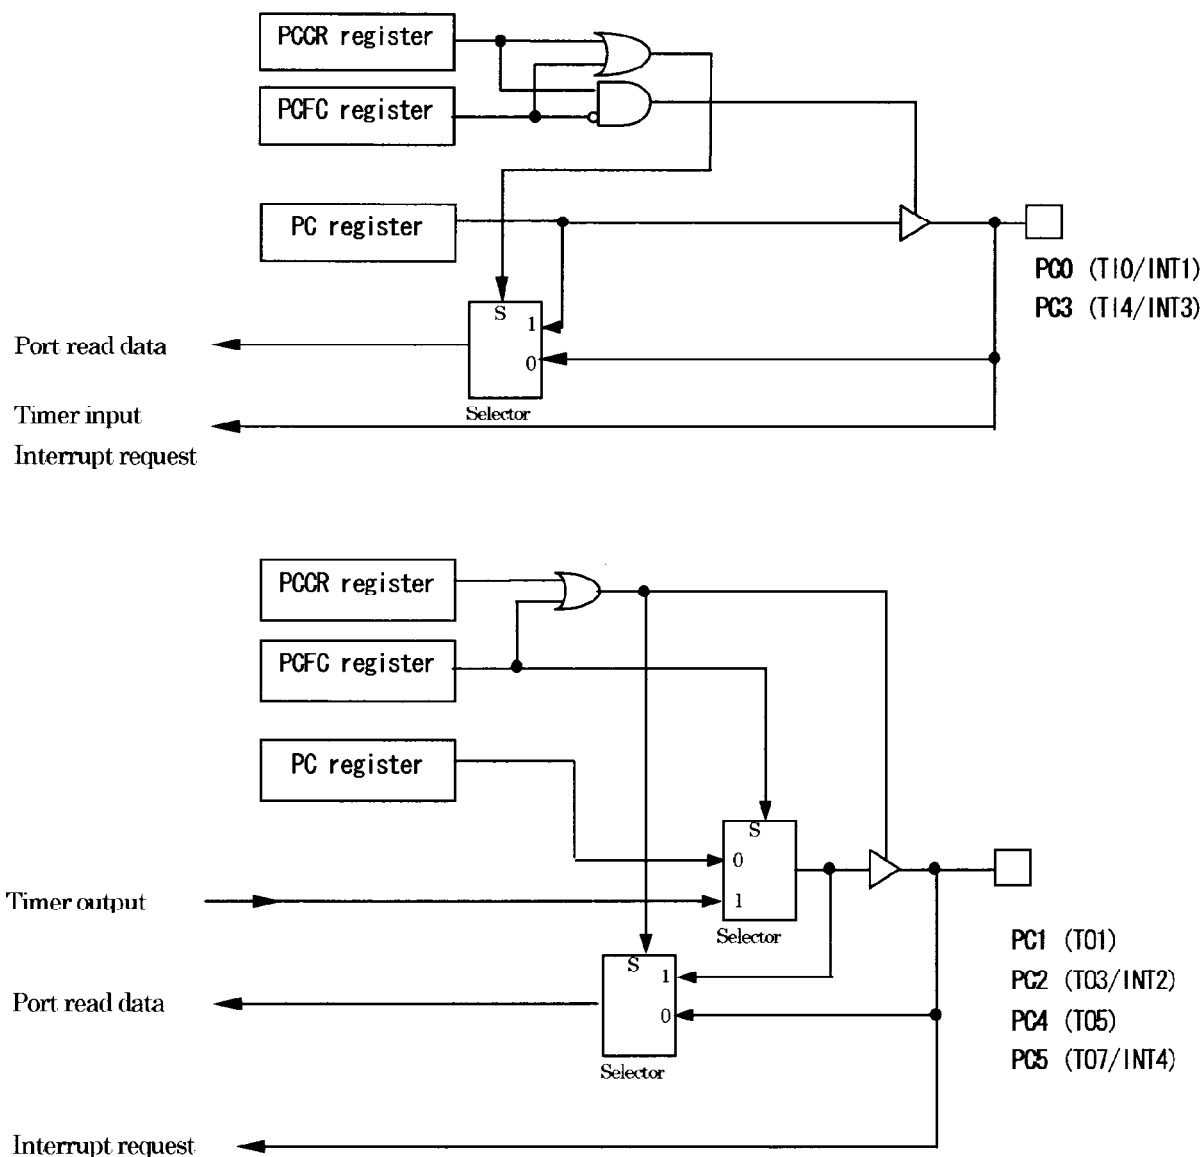 PCCR register
PCFC register
PC register
PC0 (TI0/INT1)
PC3 (TI4/INT3)
S
1
0
Port read data
Selector
Timer input
Interrupt request
PCCR register
PCFC register
PC register
S
0
1
Timer output
Selector
PC1 (TO1)
S
1
PC2 (TO3/INT2)
Port read data
0
PC4 (TO5)
PC5 (TO7/INT4)
Selector
Interrupt request